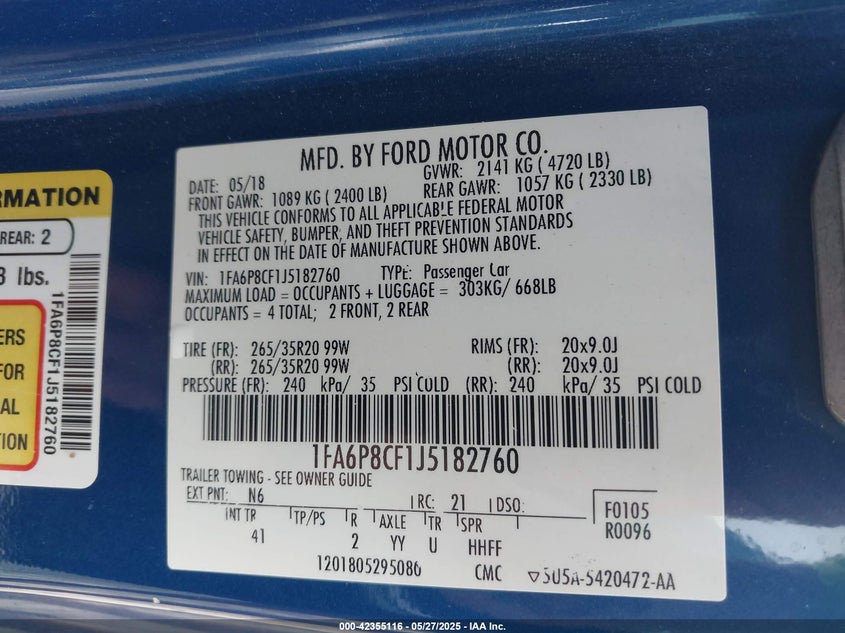 MFD. BY FORD MOTOR CO.
DATE: 05/18 GVWR: 2141 KG ( 4720 LB)
FRONT GAWR: 1089 KG ( 2400 LB) REAR GAWR: 1057 KG ( 2330 LB)
THIS VEHICLE CONFORMS TO ALL APPLICABLE FEDERAL MOTOR
VEHICLE SAFETY, BUMPER, AND THEFT PREVENTION STANDARDS
IN EFFECT ON THE DATE OF MANUFACTURE SHOWN ABOVE.
VIN: 1FA6P8CF1J5182760 TYPE: Passenger Car
MAXIMUM LOAD = OCCUPANTS + LUGGAGE = 303KG/ 668LB
OCCUPANTS = 4 TOTAL; 2 FRONT, 2 REAR
TIRE (FR): 265/35R20 99W RIMS (FR): 20x9.0J
(RR): 265/35R20 99W (RR): 20x9.0J
PRESSURE (FR): 240 kPa/ 35 PSI COLD (RR): 240 kPa/ 35 PSI COLD
1FA6P8CF1J5182760
TRAILER TOWING - SEE OWNER GUIDE
EXT PNT: N6 RC: 21 DSO: F0105
INT TR TP/PS R AXLE TR SPR R0096
41 2 YY U HHFF
1201805295080 CMC 5U5A-5420472-AA
RMATION
REAR: 2
lbs.
ERS
FOR
AL
TION
1FA6P8CF1J5182760
000-42355116 - 05/27/2025 - IAA Inc.